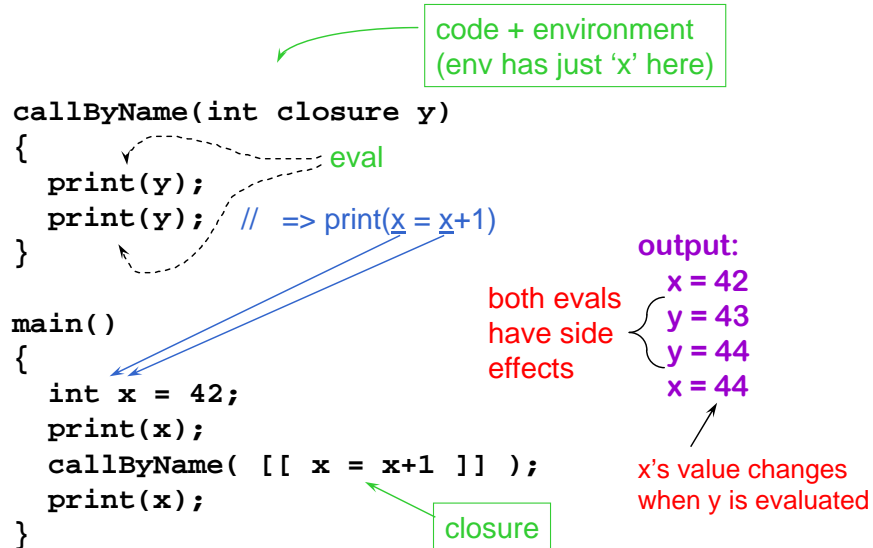 code + environment
(env has just ‘x’ here)
callByName(int closure y)
{
eval
print(y);
print(y); // => print(x = x+1)
}
main()
{
int x = 42;
print(x);
callByName( [[ x = x+1 ]] );
print(x);
}
closure
both evals
have side
effects
output:
x = 42
y = 43
y = 44
x = 44
x’s value changes
when y is evaluated